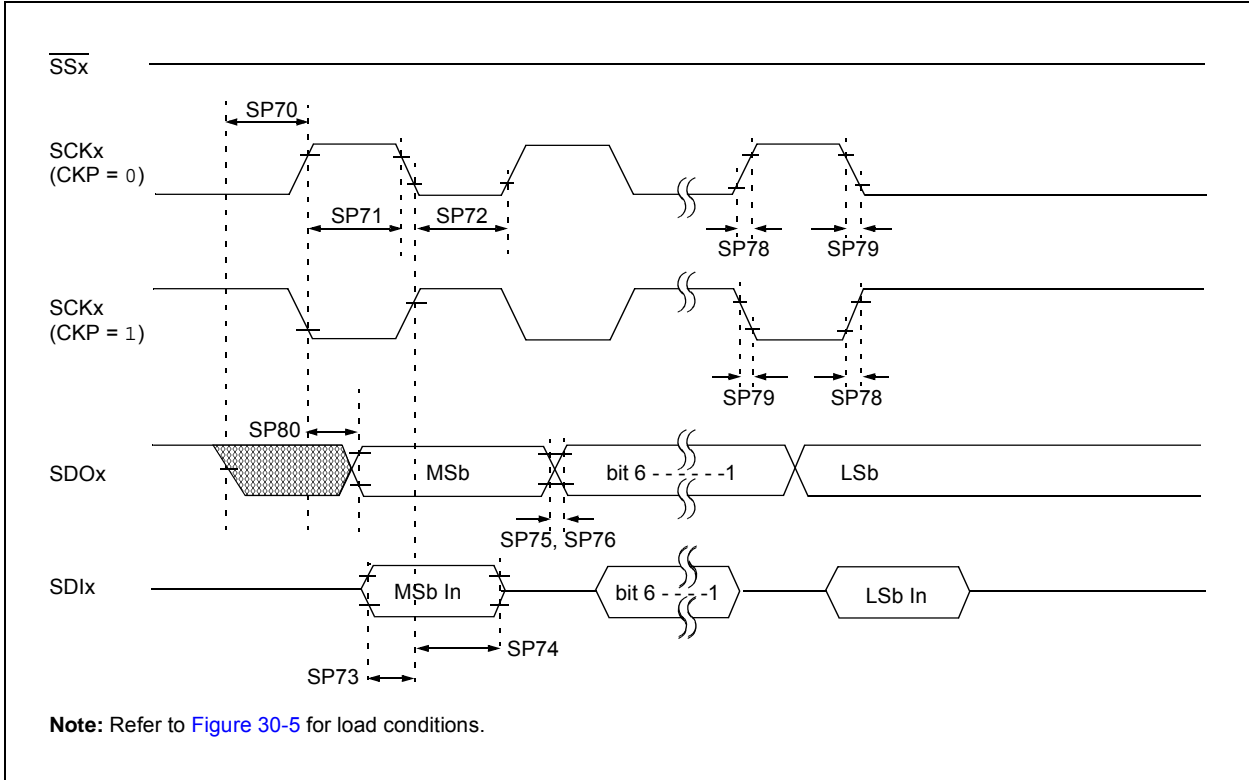 SSx
SP70
SCKx
(CKP = 0)
SP71
SP72
SP78
SP79
SCKx
(CKP = 1)
SP79
SP78
SP80
SDOx
MSb
bit 6 - - - - - -1
LSb
SP75, SP76
SDIx
MSb In
bit 6 - - - - -1
LSb In
SP74
SP73
Note: Refer to Figure 30-5 for load conditions.